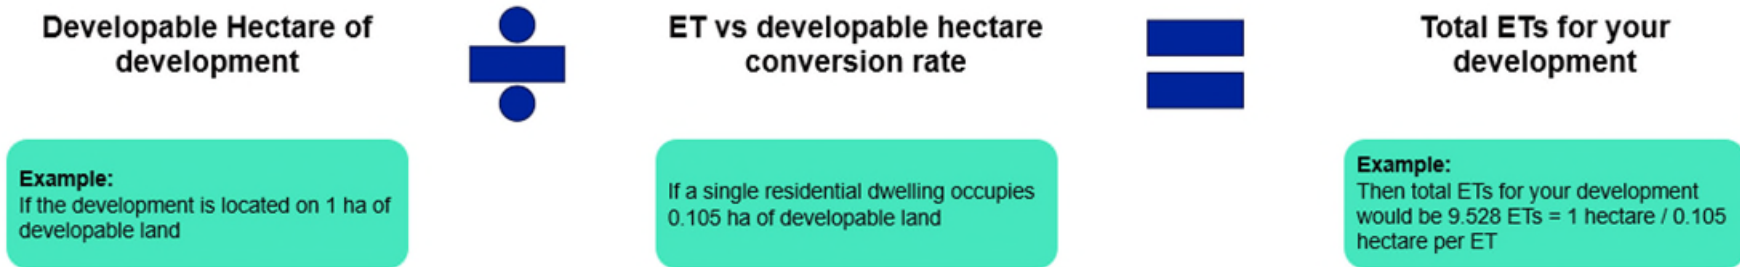 Developable Hectare of
development
ET vs developable hectare
conversion rate
Total ETs for your
development
Example:
If the development is located on 1 ha of
developable land
If a single residential dwelling occupies
0.105 ha of developable land
Example:
Then total ETs for your development
would be 9.528 ETs = 1 hectare / 0.105
hectare per ET